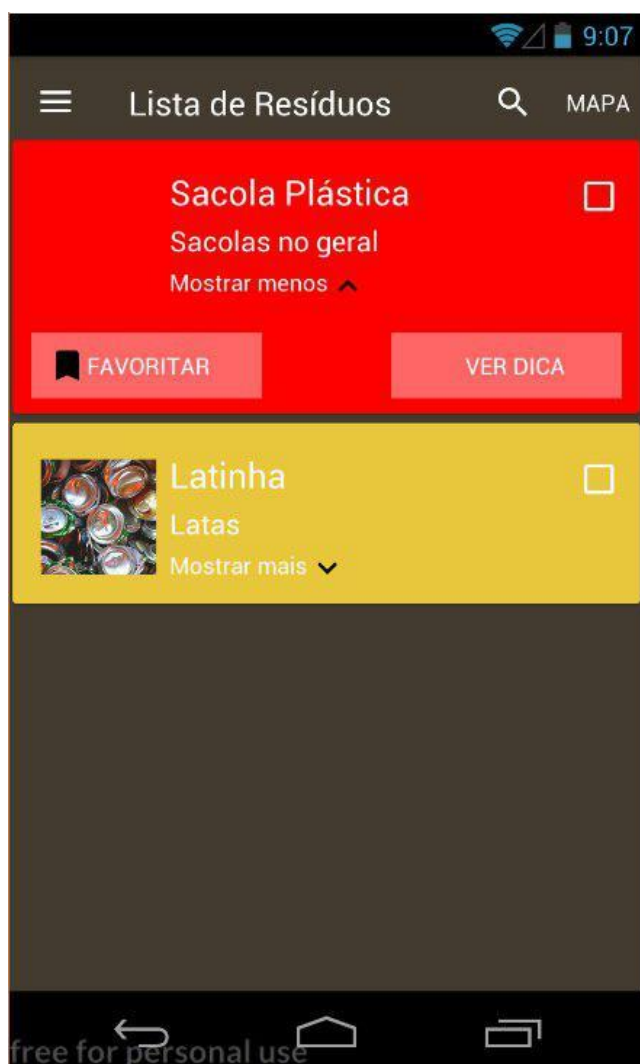 9:07
Lista de Resíduos MAPA
Sacola Plástica
Sacolas no geral
Mostrar menos
FAVORITAR VER DICA
Latinha
Latas
Mostrar mais
free for personal use